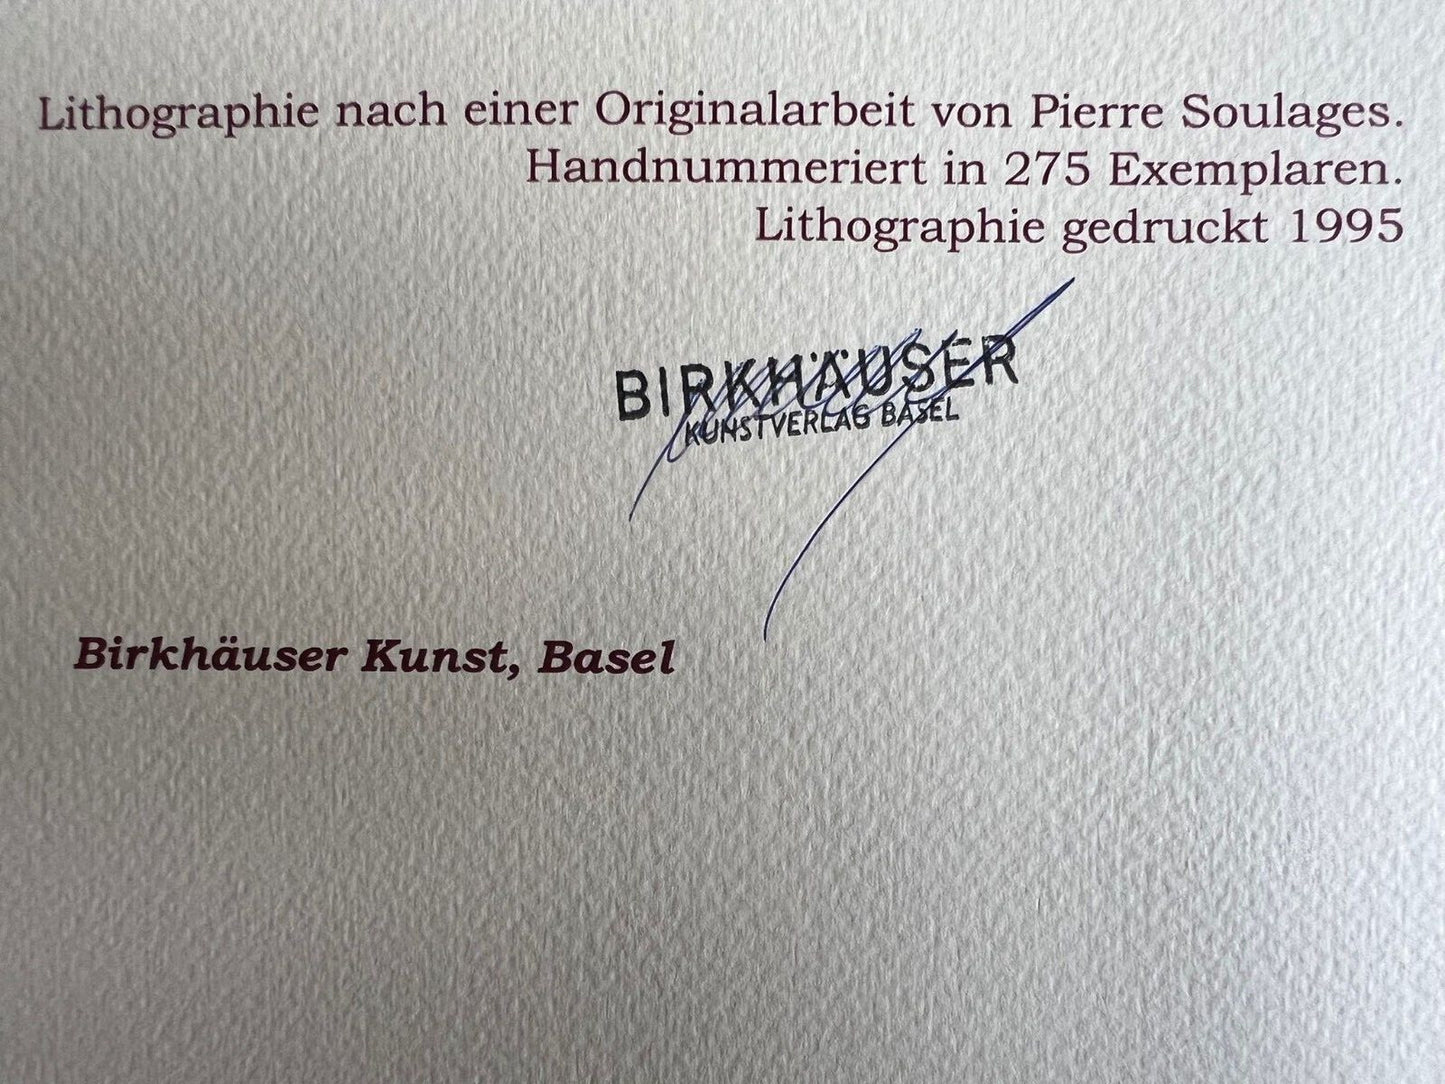 Lithographie nach einer Originalarbeit von Pierre Soulages.
Handnummeriert in 275 Exemplaren.
Lithographie gedruckt 1995
BIRKHÄUSER
KUNSTVERLAG BASEL
Birkhäuser Kunst, Basel